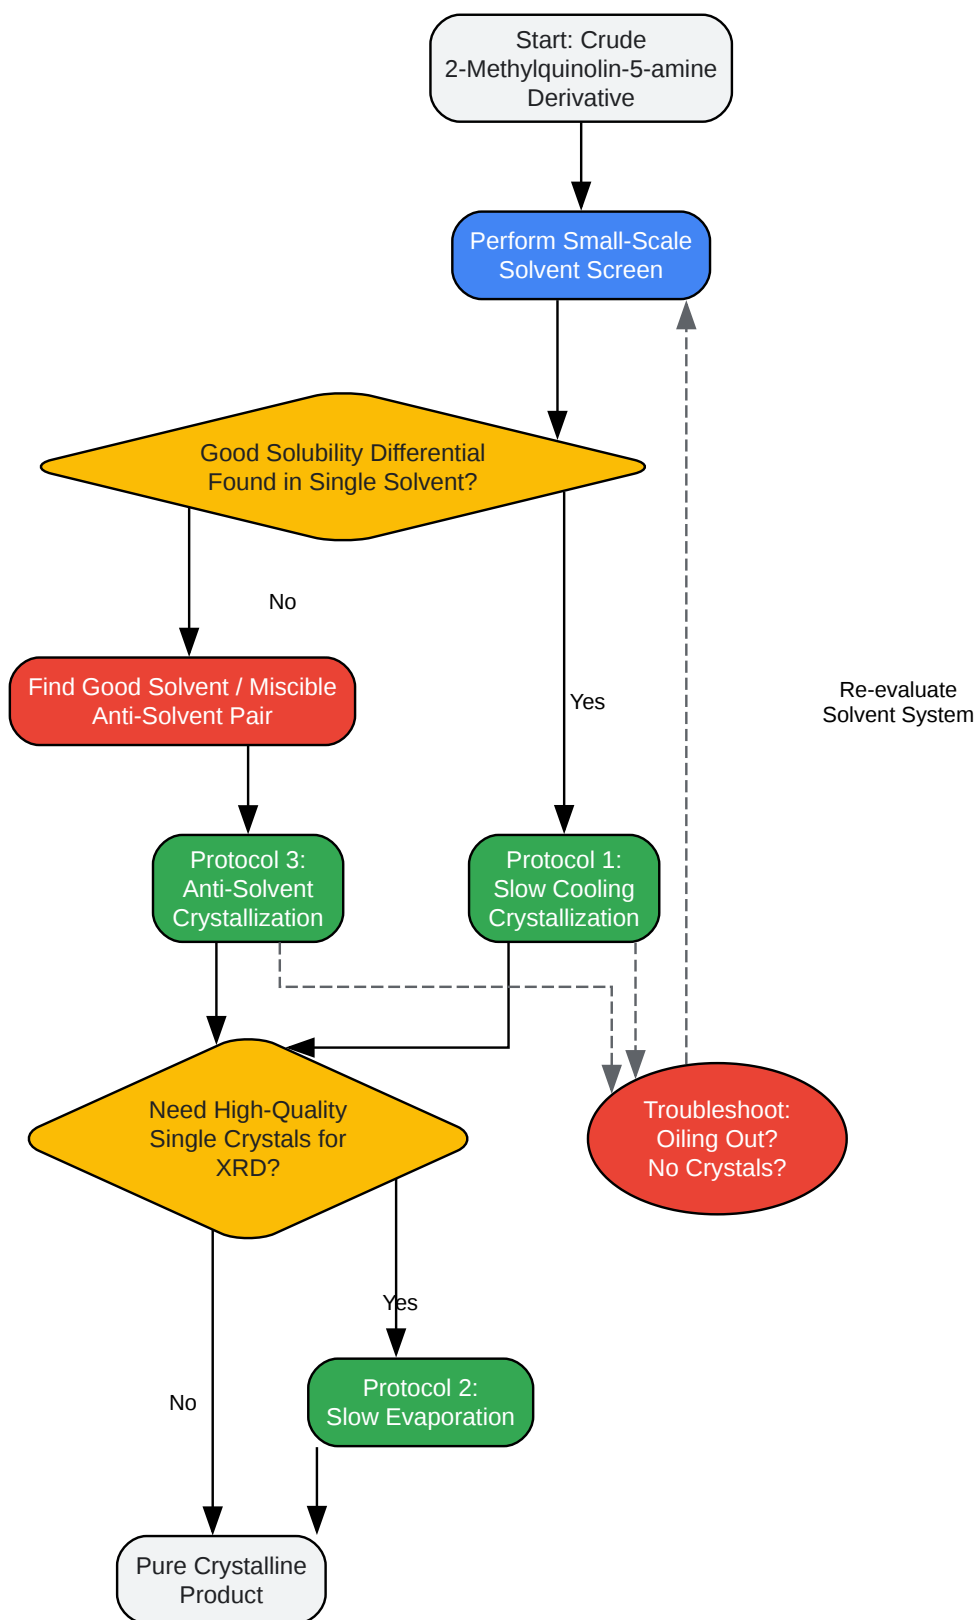 Start: Crude
2-Methylquinolin-5-amine
Derivative
Perform Small-Scale
Solvent Screen
Good Solubility Differential
Found in Single Solvent?
No
Find Good Solvent / Miscible
Anti-Solvent Pair
Yes
Re-evaluate
Solvent System
Protocol 3:
Anti-Solvent
Crystallization
Protocol 1:
Slow Cooling
Crystallization
Need High-Quality
Single Crystals for
XRD?
Troubleshoot:
Oiling Out?
No Crystals?
Yes
Protocol 2:
Slow Evaporation
No
Pure Crystalline
Product